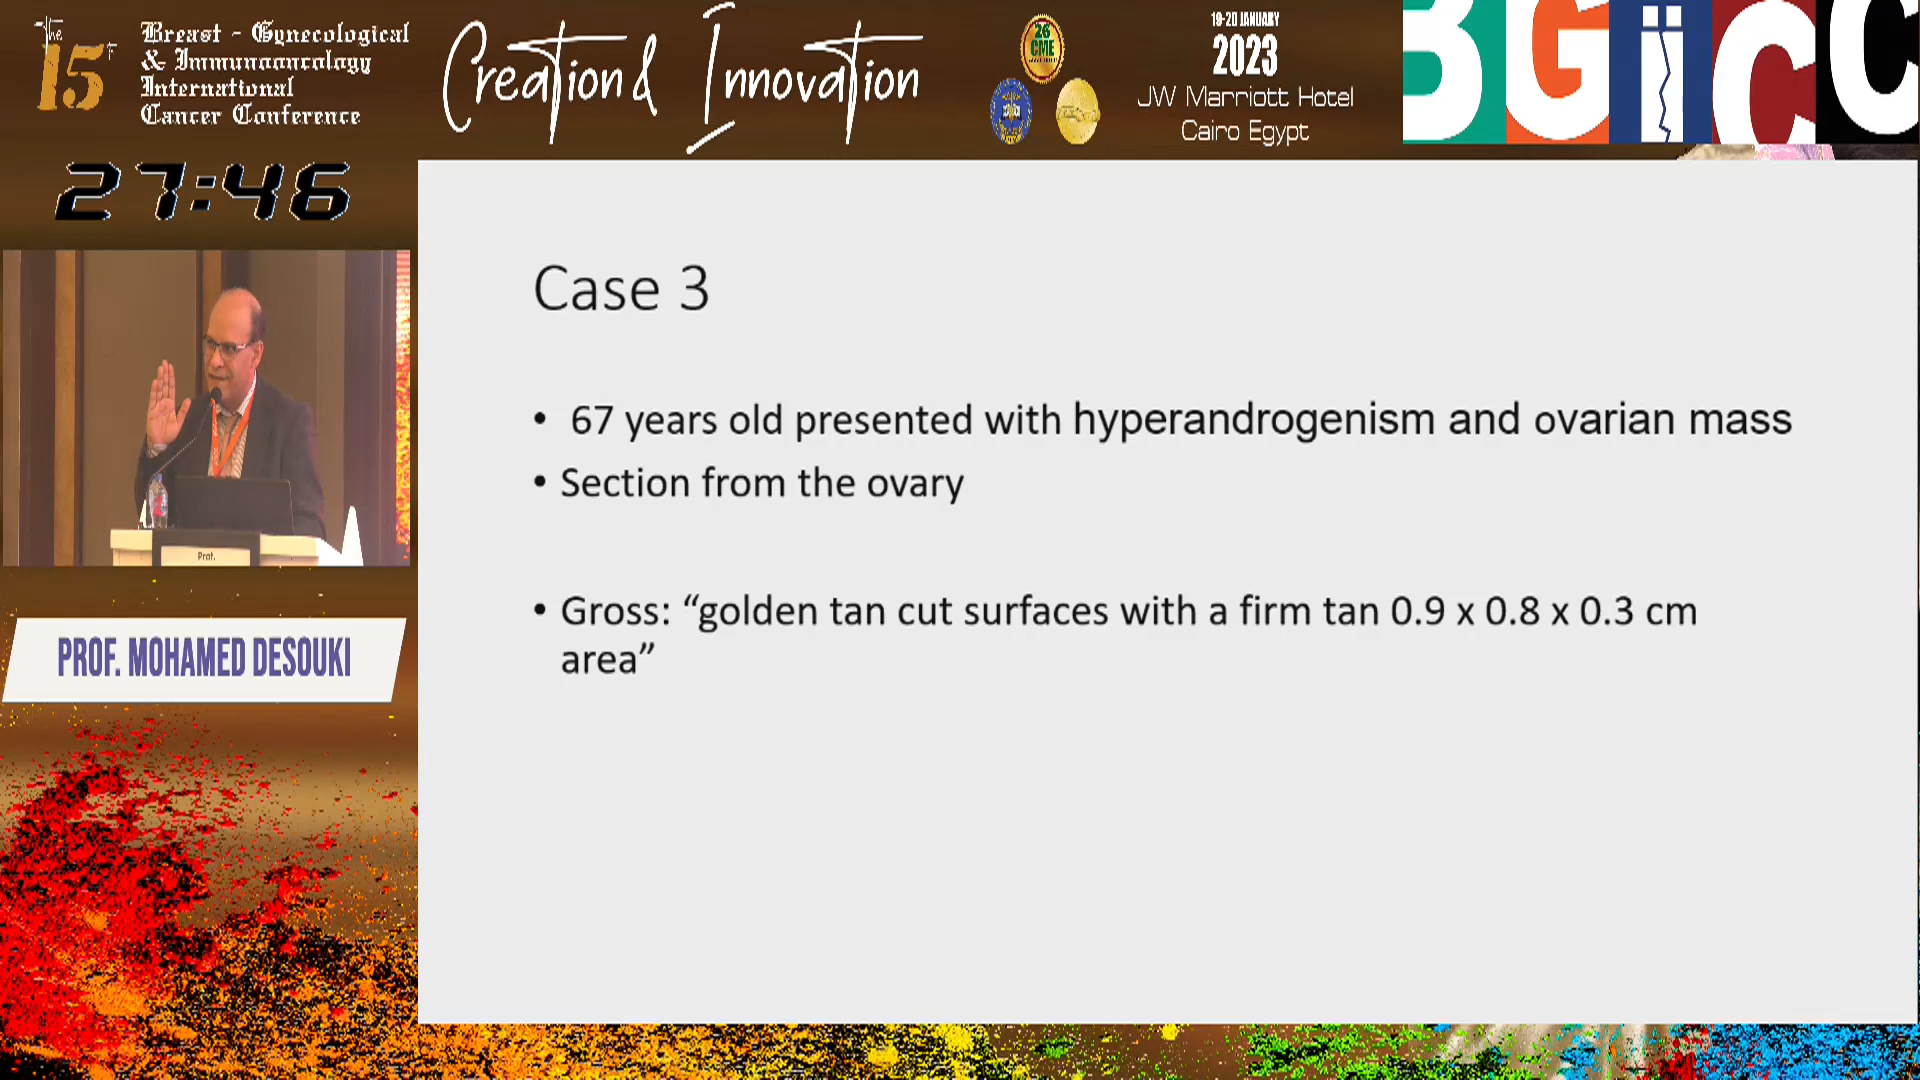 The
15th
Breast - Gynecological
& Immunooncology
International
Cancer Conference
Creation & Innovation
26
CME
19-20 JANUARY
2023
JW Marriott Hotel
Cairo Egypt
BGiCC
27:46
Prof.
PROF. MOHAMED DESOUKI
Case 3
• 67 years old presented with hyperandrogenism and ovarian mass
• Section from the ovary
• Gross: “golden tan cut surfaces with a firm tan 0.9 x 0.8 x 0.3 cm
area”